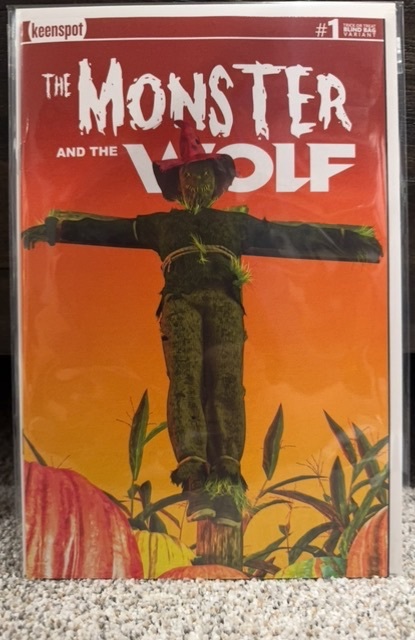 keenspot
#1 TRICK OR TREAT
BLIND BAG
VARIANT
THE MONSTER
AND THE WOLF